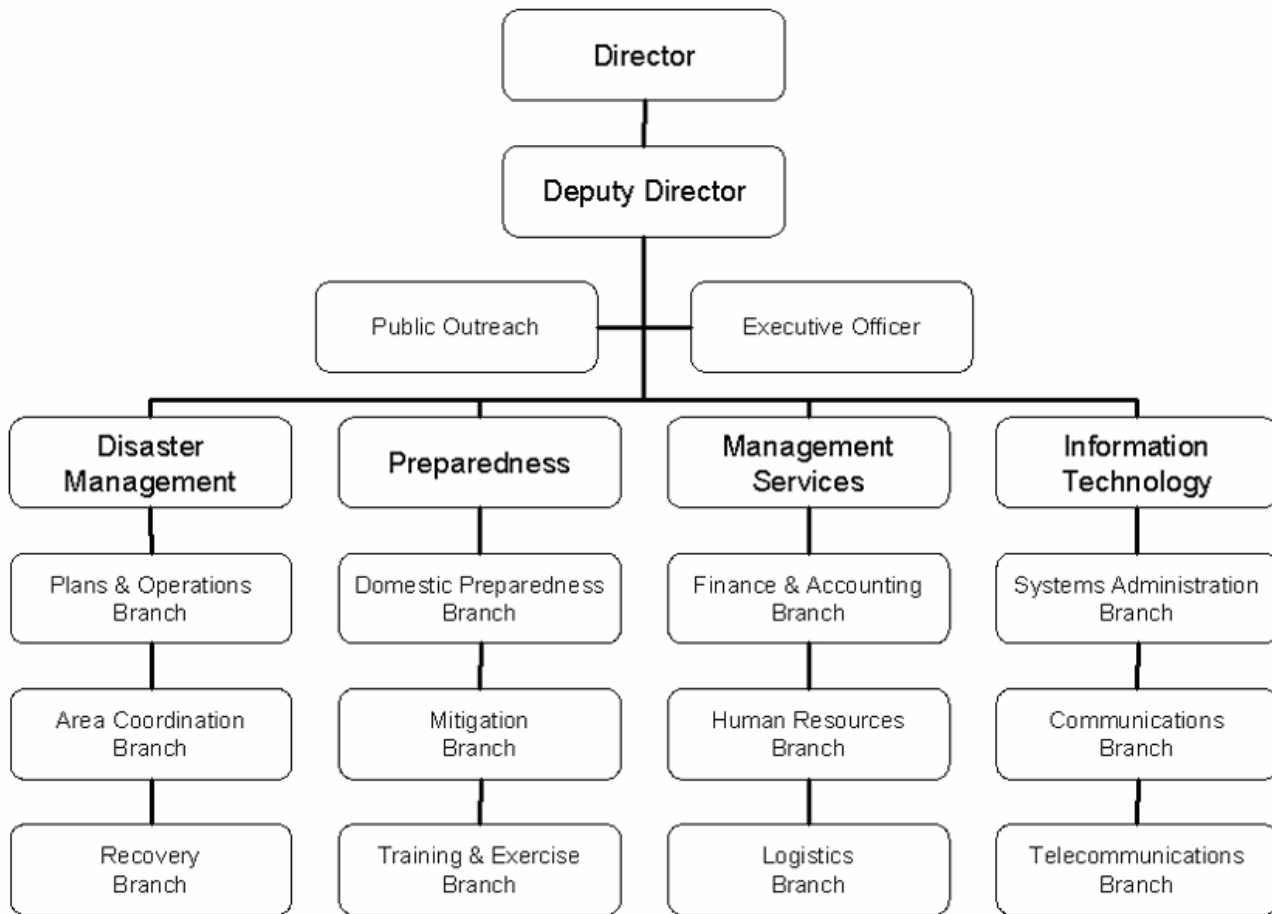 Director
Deputy Director
Public Outreach
Executive Officer
Disaster
Management
Preparedness
Management
Services
Information
Technology
Plans & Operations
Branch
Domestic Preparedness
Branch
Finance & Accounting
Branch
Systems Administration
Branch
Area Coordination
Branch
Mitigation
Branch
Human Resources
Branch
Communications
Branch
Recovery
Branch
Training & Exercise
Branch
Logistics
Branch
Telecommunications
Branch